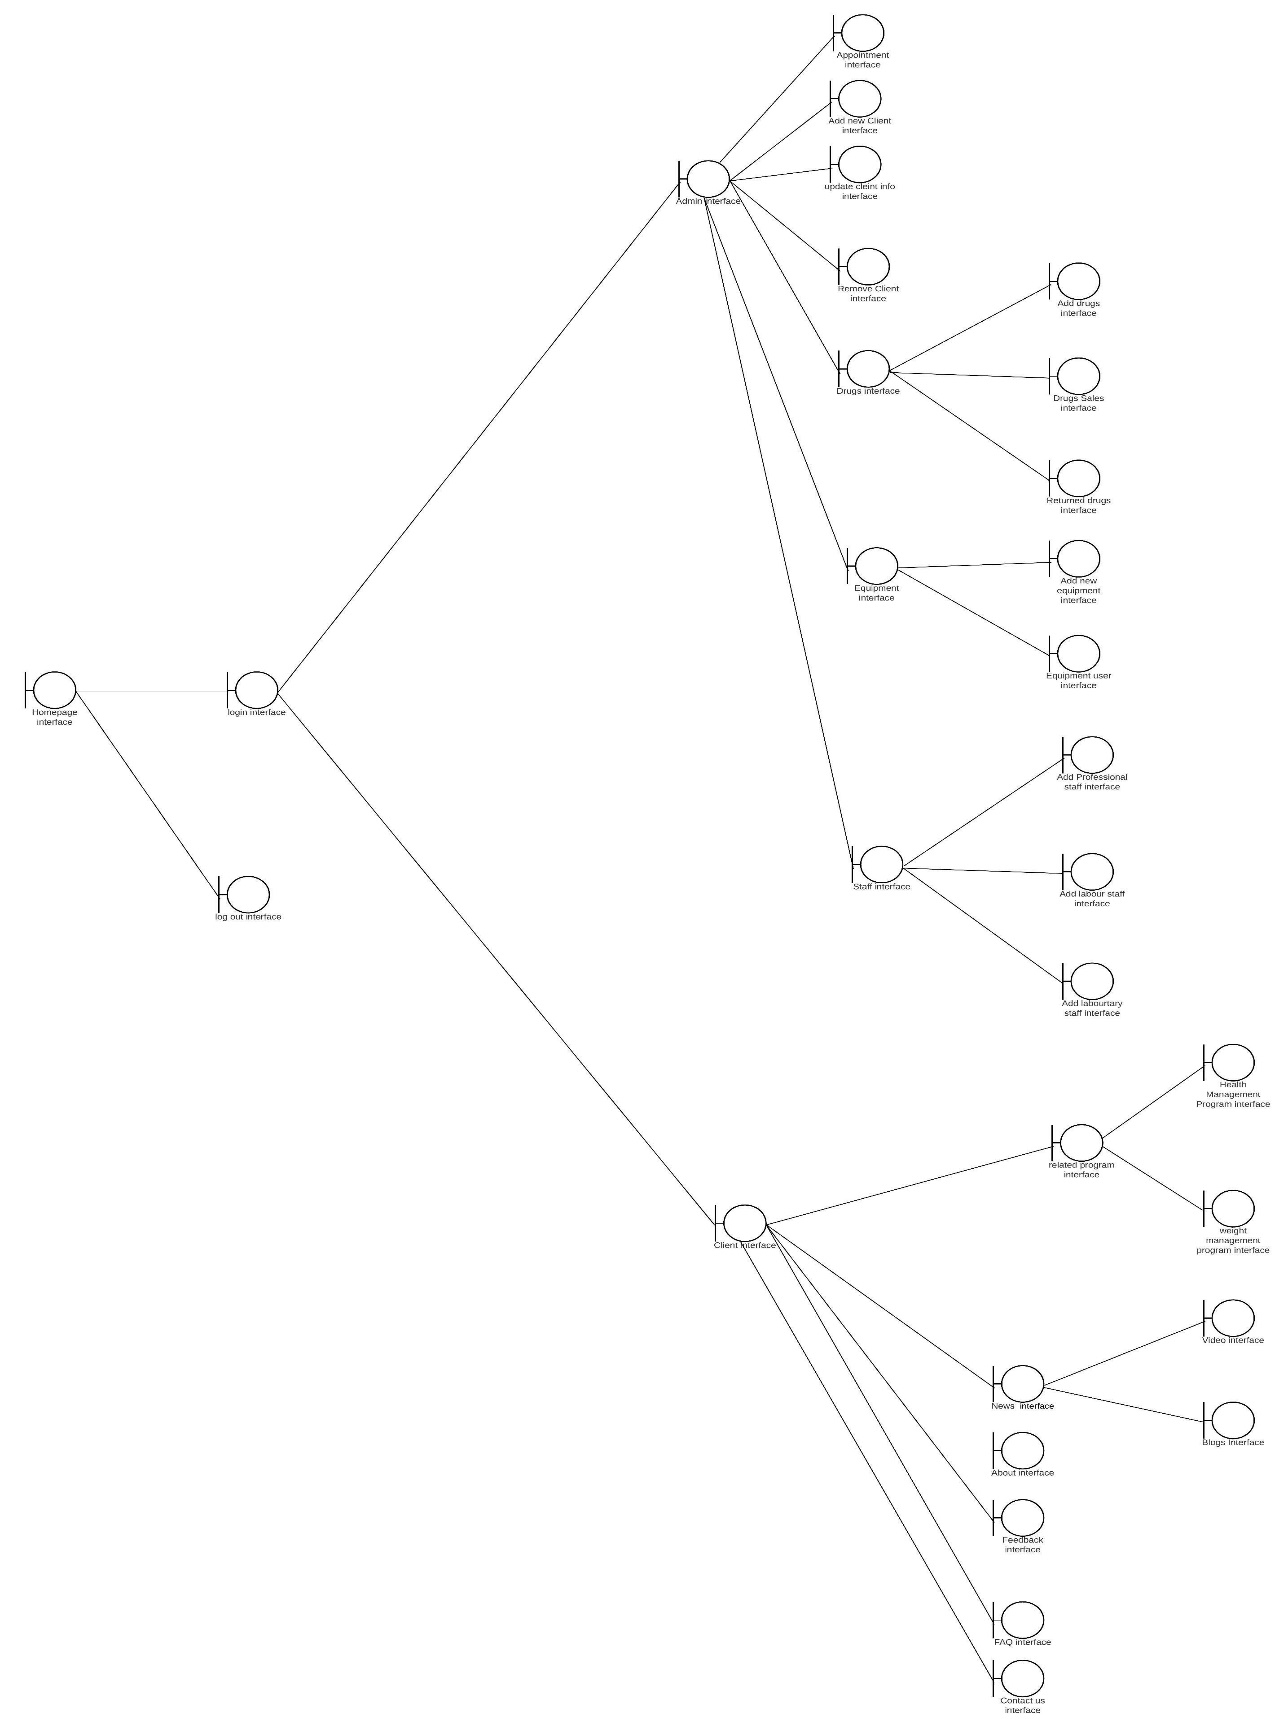 Appointment
interface
Add new Client
interface
update cleint info
interface
Admin interface
Remove Client
interface
Add drugs
interface
Drugs interface
Drugs Sales
interface
Returned drugs
interface
Equipment
interface
Add new
equipment
interface
Equipment user
interface
Homepage
interface
login interface
Add Professional
staff interface
Staff interface
Add labour staff
interface
log out interface
Add labourtary
staff interface
Health
Management
Program interface
related program
interface
weight
management
program interface
Client interface
Video interface
News  interface
Blogs Interface
About interface
Feedback
interface
FAQ interface
Contact us
interface